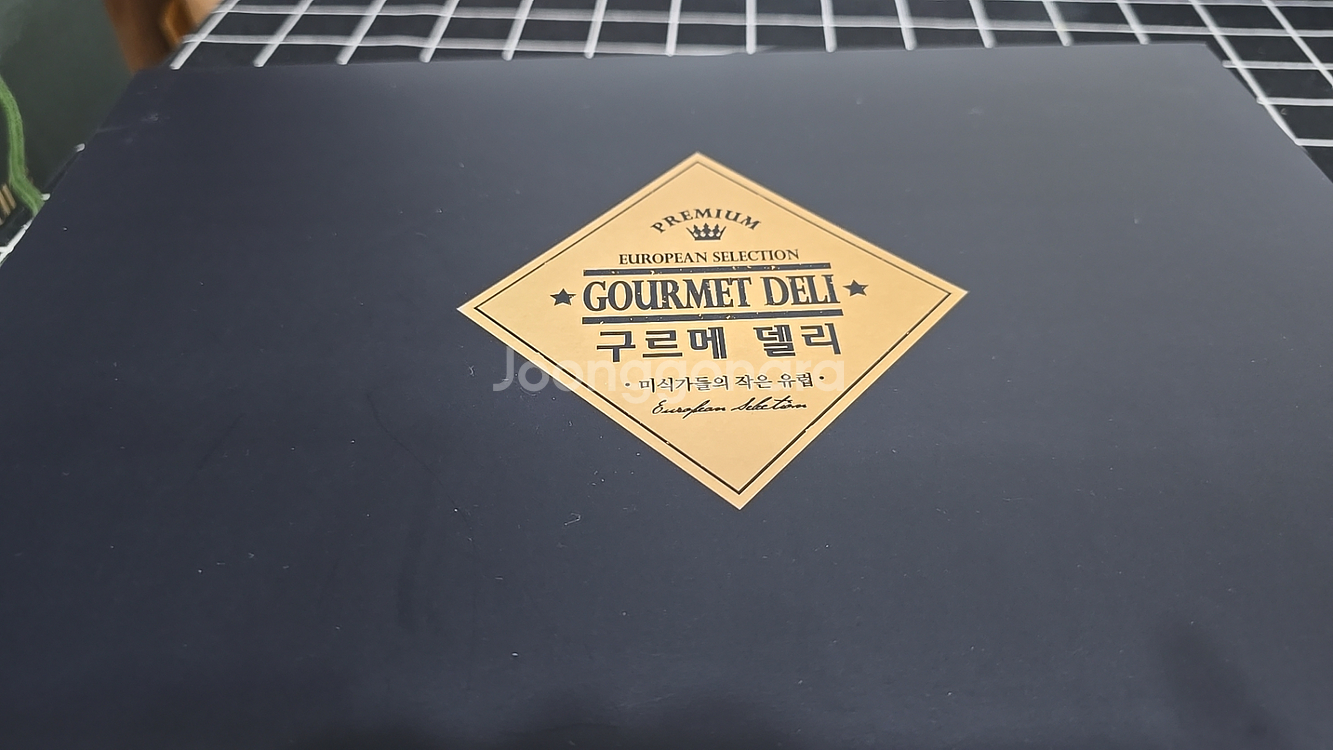 PREMIUM
EUROPEAN SELECTION
GOURMET DELI
구르메 델리
Joonggonara
· 미식가들의 작은 유럽 ·
European Selection